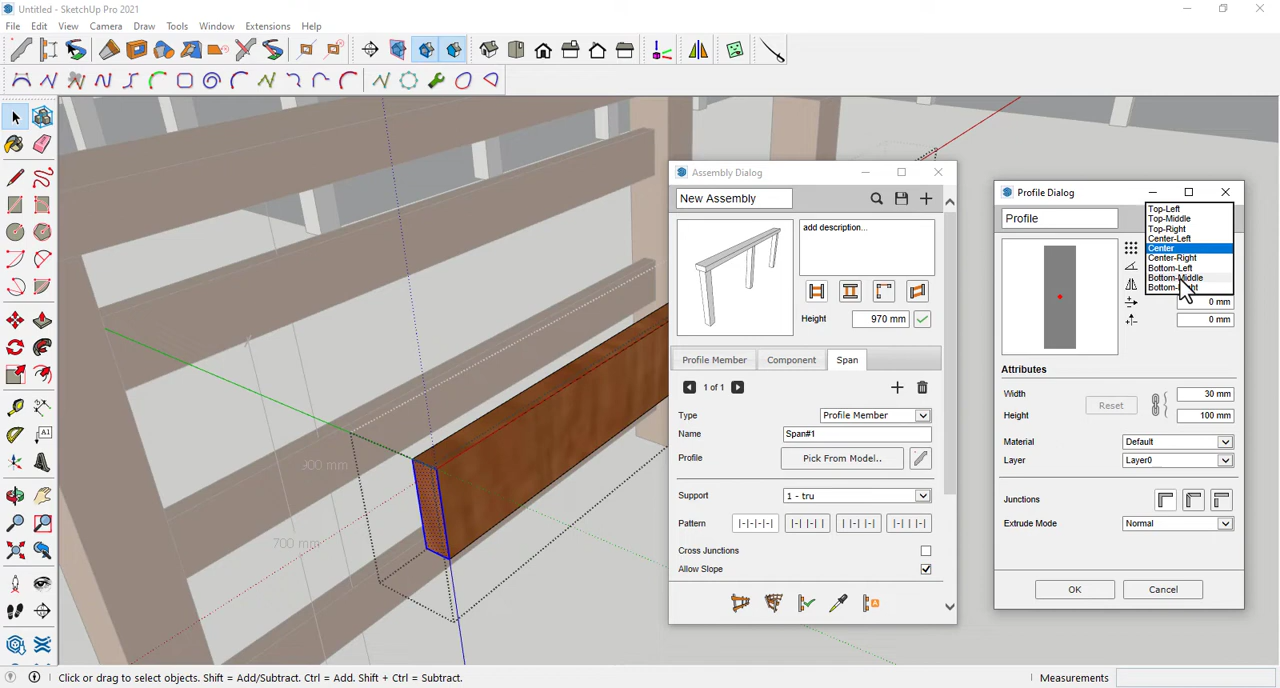 Untitled - SketchUp Pro 2021
File Edit View Camera Draw Tools Window Extensions Help
Assembly Dialog
New Assembly
add description...
Height 970 mm
Profile Member Component Span
1 of 1
Type Profile Member
Name Span#1
Profile Pick From Model..
Support 1 - tru
Pattern
Cross Junctions
Allow Slope
Profile Dialog
Profile
Top-Left
Top-Middle
Top-Right
Center-Left
Center
Center-Right
Bottom-Left
Bottom-Middle
0 mm
0 mm
Attributes
Width 30 mm
Reset
Height 100 mm
Material Default
Layer Layer0
Junctions
Extrude Mode Normal
OK Cancel
900 mm
700 mm
A1
Click or drag to select objects. Shift = Add/Subtract. Ctrl = Add. Shift + Ctrl = Subtract.
Measurements